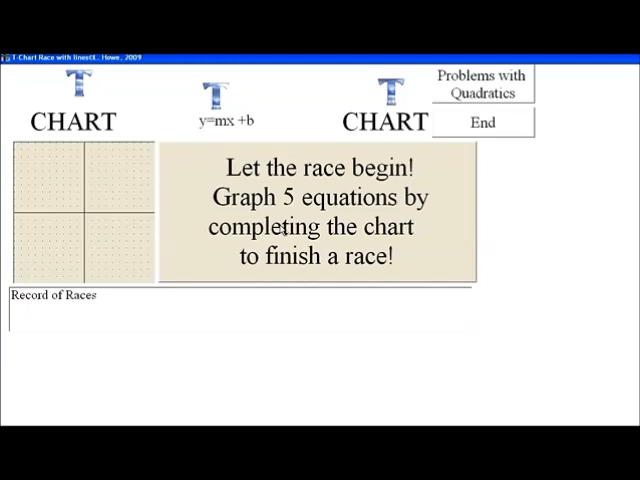 T-Chart Race with lines©L. Howe, 2009
T
CHART
T
y=mx +b
T
CHART
Problems with
Quadratics
End
Let the race begin!
Graph 5 equations by
completing the chart
to finish a race!
Record of Races